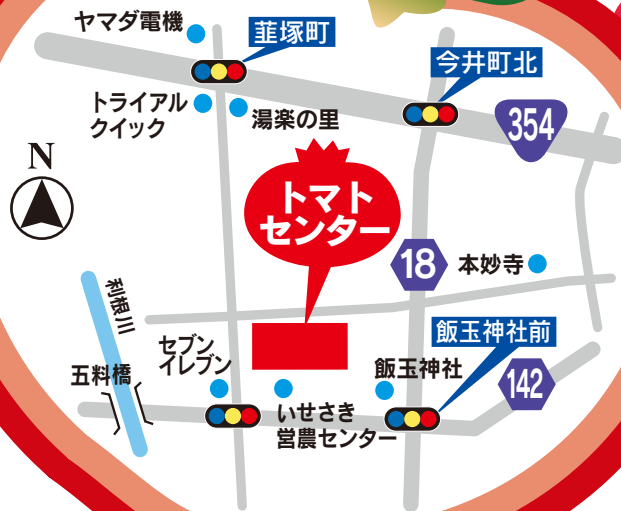 ヤマダ電機
韮塚町
今井町北
トライアル
クイック
湯楽の里
354
N
トマト
センター
18
本妙寺
利根川
飯玉神社前
セブン
イレブン
五料橋
飯玉神社
142
いせさき
営農センター